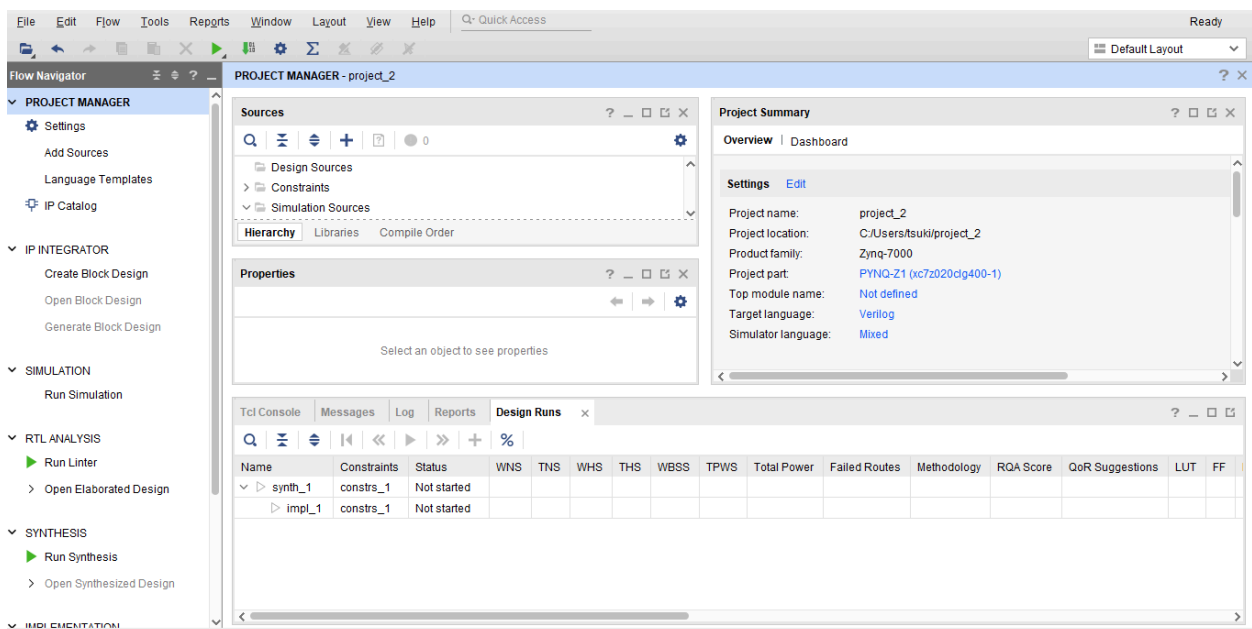 File Edit Flow Tools Reports Window Layout View Help Q- Quick Access Ready
Default Layout
Flow Navigator
PROJECT MANAGER - project_2
PROJECT MANAGER
Settings
Add Sources
Language Templates
IP Catalog
IP INTEGRATOR
Create Block Design
Open Block Design
Generate Block Design
SIMULATION
Run Simulation
RTL ANALYSIS
Run Linter
Open Elaborated Design
SYNTHESIS
Run Synthesis
Open Synthesized Design
IMPLEMENTATION
Sources
0
Design Sources
Constraints
Simulation Sources
Hierarchy Libraries Compile Order
Properties
Select an object to see properties
Project Summary
Overview | Dashboard
Settings Edit
Project name: project_2
Project location: C:/Users/tsuki/project_2
Product family: Zynq-7000
Project part: PYNQ-Z1 (xc7z020clg400-1)
Top module name: Not defined
Target language: Verilog
Simulator language: Mixed
Tcl Console Messages Log Reports Design Runs
%
Name Constraints Status WNS TNS WHS THS WBSS TPWS Total Power Failed Routes Methodology RQA Score QoR Suggestions LUT FF
synth_1 constrs_1 Not started
impl_1 constrs_1 Not started